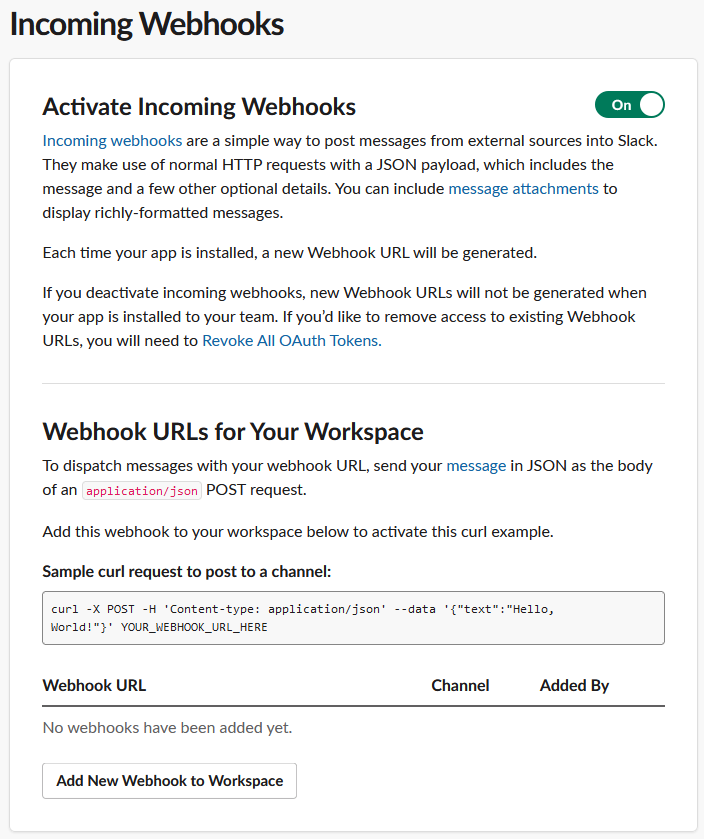 Incoming Webhooks
Activate Incoming Webhooks
On
Incoming webhooks are a simple way to post messages from external sources into Slack.
They make use of normal HTTP requests with a JSON payload, which includes the
message and a few other optional details. You can include message attachments to
display richly-formatted messages.
Each time your app is installed, a new Webhook URL will be generated.
If you deactivate incoming webhooks, new Webhook URLs will not be generated when
your app is installed to your team. If you’d like to remove access to existing Webhook
URLs, you will need to Revoke All OAuth Tokens.
Webhook URLs for Your Workspace
To dispatch messages with your webhook URL, send your message in JSON as the body
of an application/json POST request.
Add this webhook to your workspace below to activate this curl example.
Sample curl request to post to a channel:
curl -X POST -H 'Content-type: application/json' --data '{"text":"Hello,
World!"}' YOUR_WEBHOOK_URL_HERE
Webhook URL Channel Added By
No webhooks have been added yet.
Add New Webhook to Workspace